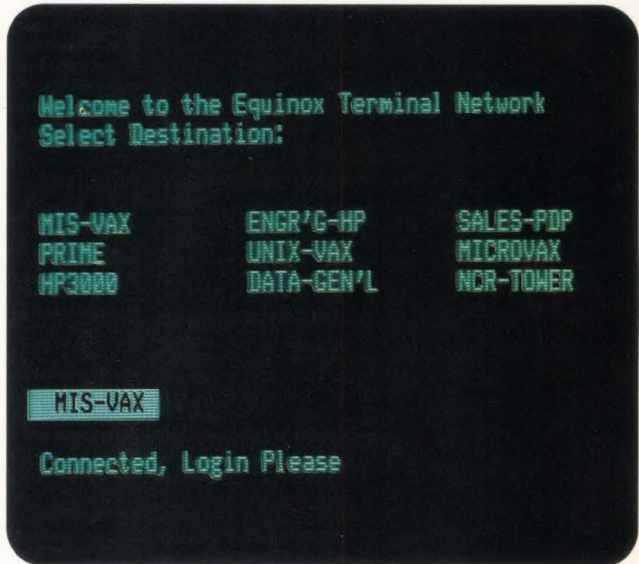 Welcome to the Equinox Terminal Network
Select Destination:
MIS-VAX ENGR'G-HP SALES-PDP
PRIME UNIX-VAX MICROVAX
HP3000 DATA-GEN'L NCR-TOWER
MIS-VAX
Connected, Login Please